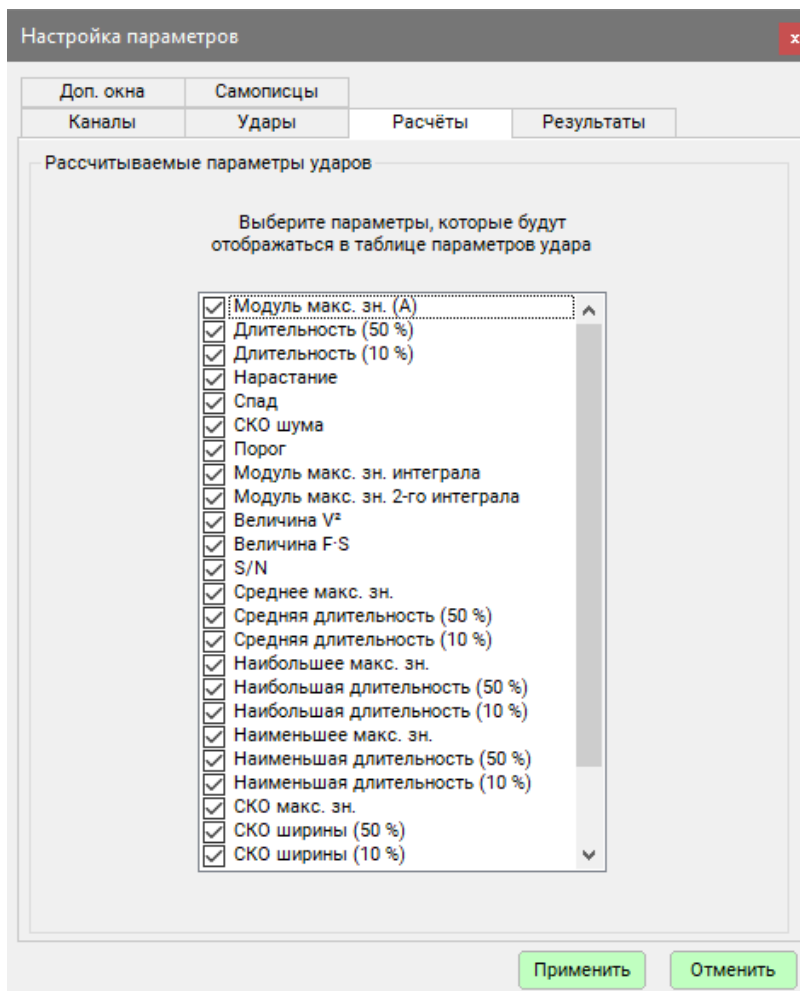 Настройка параметров
x
Доп. окна Самописцы
Каналы Удары Расчёты Результаты
Рассчитываемые параметры ударов
Выберите параметры, которые будут
отображаться в таблице параметров удара
Модуль макс. зн. (A)
Длительность (50 %)
Длительность (10 %)
Нарастание
Спад
СКО шума
Порог
Модуль макс. зн. интеграла
Модуль макс. зн. 2-го интеграла
Величина V²
Величина F·S
S/N
Среднее макс. зн.
Средняя длительность (50 %)
Средняя длительность (10 %)
Наибольшее макс. зн.
Наибольшая длительность (50 %)
Наибольшая длительность (10 %)
Наименьшее макс. зн.
Наименьшая длительность (50 %)
Наименьшая длительность (10 %)
СКО макс. зн.
СКО ширины (50 %)
СКО ширины (10 %)
Применить Отменить